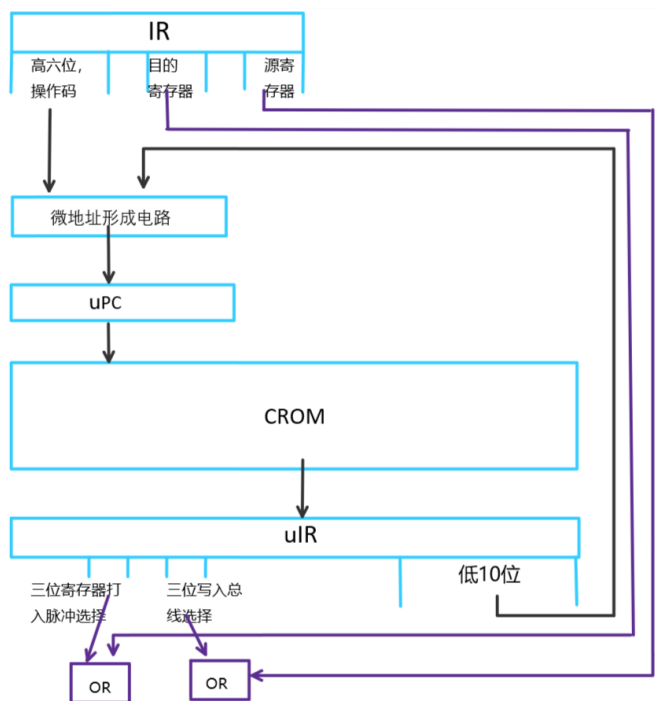 IR
高六位，
操作码
目的
寄存器
源寄
存器
微地址形成电路
uPC
CROM
uIR
三位寄存器打
入脉冲选择
三位写入总
线选择
低10位
OR
OR